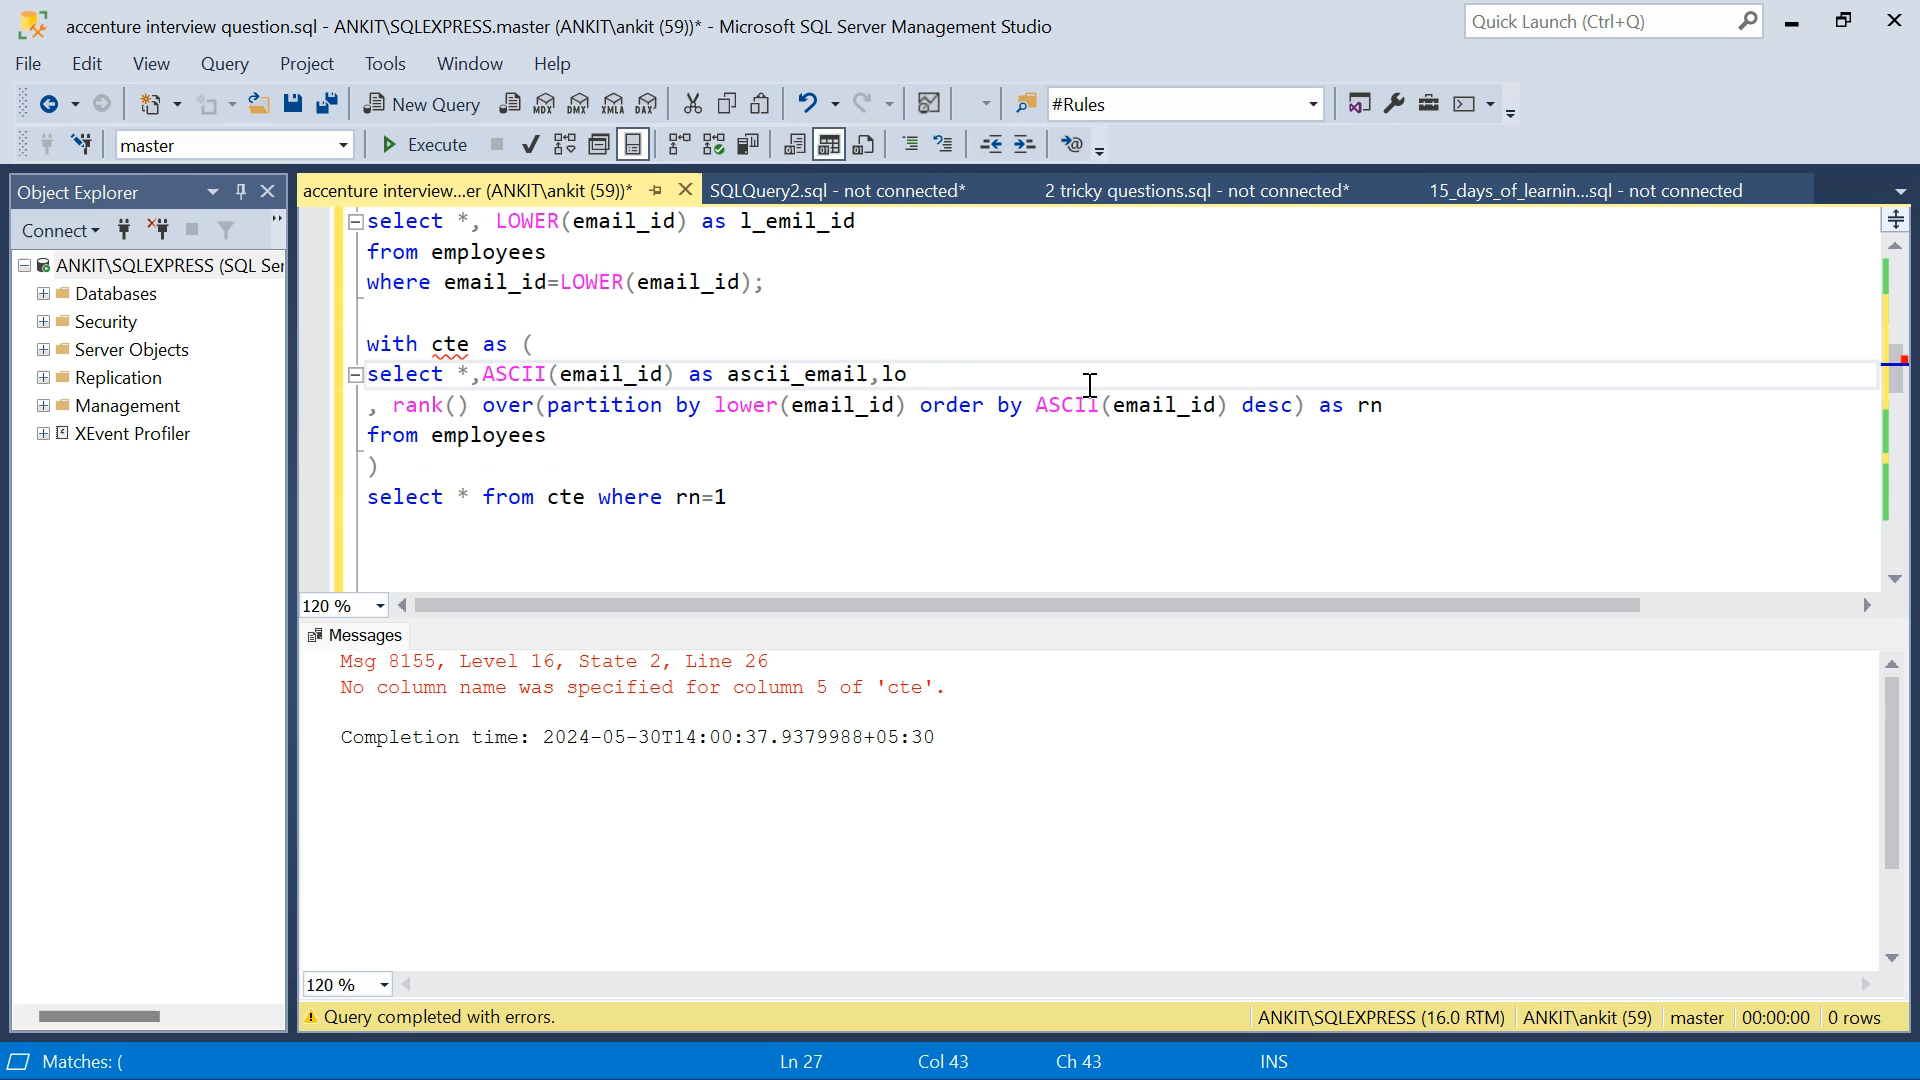 accenture interview question.sql - ANKIT\SQLEXPRESS.master (ANKIT\ankit (59))* - Microsoft SQL Server Management Studio
Quick Launch (Ctrl+Q)
File Edit View Query Project Tools Window Help
New Query MDX DMX XMLA DAX #Rules
master Execute
Object Explorer
accenture interview...er (ANKIT\ankit (59))* SQLQuery2.sql - not connected* 2 tricky questions.sql - not connected* 15_days_of_learnin...sql - not connected
Connect
ANKIT\SQLEXPRESS (SQL Ser
Databases
Security
Server Objects
Replication
Management
XEvent Profiler
select *, LOWER(email_id) as l_emil_id
from employees
where email_id=LOWER(email_id);
with cte as (
select *,ASCII(email_id) as ascii_email,lo
, rank() over(partition by lower(email_id) order by ASCII(email_id) desc) as rn
from employees
)
select * from cte where rn=1
120 %
Messages
Msg 8155, Level 16, State 2, Line 26
No column name was specified for column 5 of 'cte'.
Completion time: 2024-05-30T14:00:37.9379988+05:30
120 %
Query completed with errors. ANKIT\SQLEXPRESS (16.0 RTM) ANKIT\ankit (59) master 00:00:00 0 rows
Matches: ( Ln 27 Col 43 Ch 43 INS